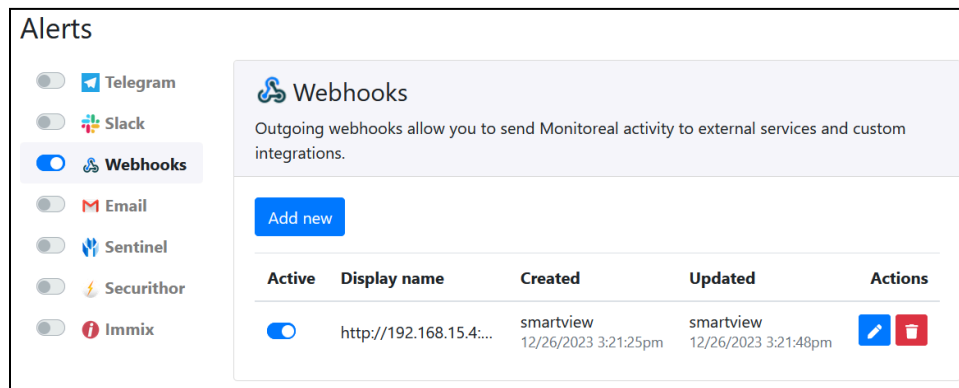 Alerts
Telegram
Slack
Webhooks
Email
Sentinel
Securithor
Immix
Webhooks
Outgoing webhooks allow you to send Monitoreal activity to external services and custom
integrations.
Add new
Active Display name Created Updated Actions
http://192.168.15.4:... smartview smartview
12/26/2023 3:21:25pm 12/26/2023 3:21:48pm